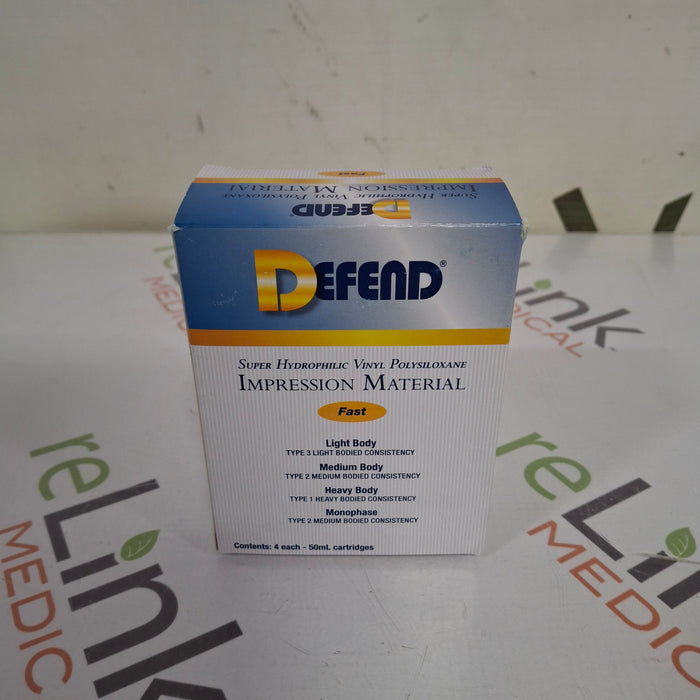 reLink
MEDICAL
Fast
IMPRESSION MATERIAL
SUPER HYDROPHILIC VINYL POLYSILOXANE
DEFEND®
DEFEND®
SUPER HYDROPHILIC VINYL POLYSILOXANE
IMPRESSION MATERIAL
Fast
Light Body
TYPE 3 LIGHT BODIED CONSISTENCY
Medium Body
TYPE 2 MEDIUM BODIED CONSISTENCY
Heavy Body
TYPE 1 HEAVY BODIED CONSISTENCY
Monophase
TYPE 2 MEDIUM BODIED CONSISTENCY
Contents: 4 each - 50mL cartridges
reLink
MEDICAL
reLink
MEDIC
reLink
MEDICAL